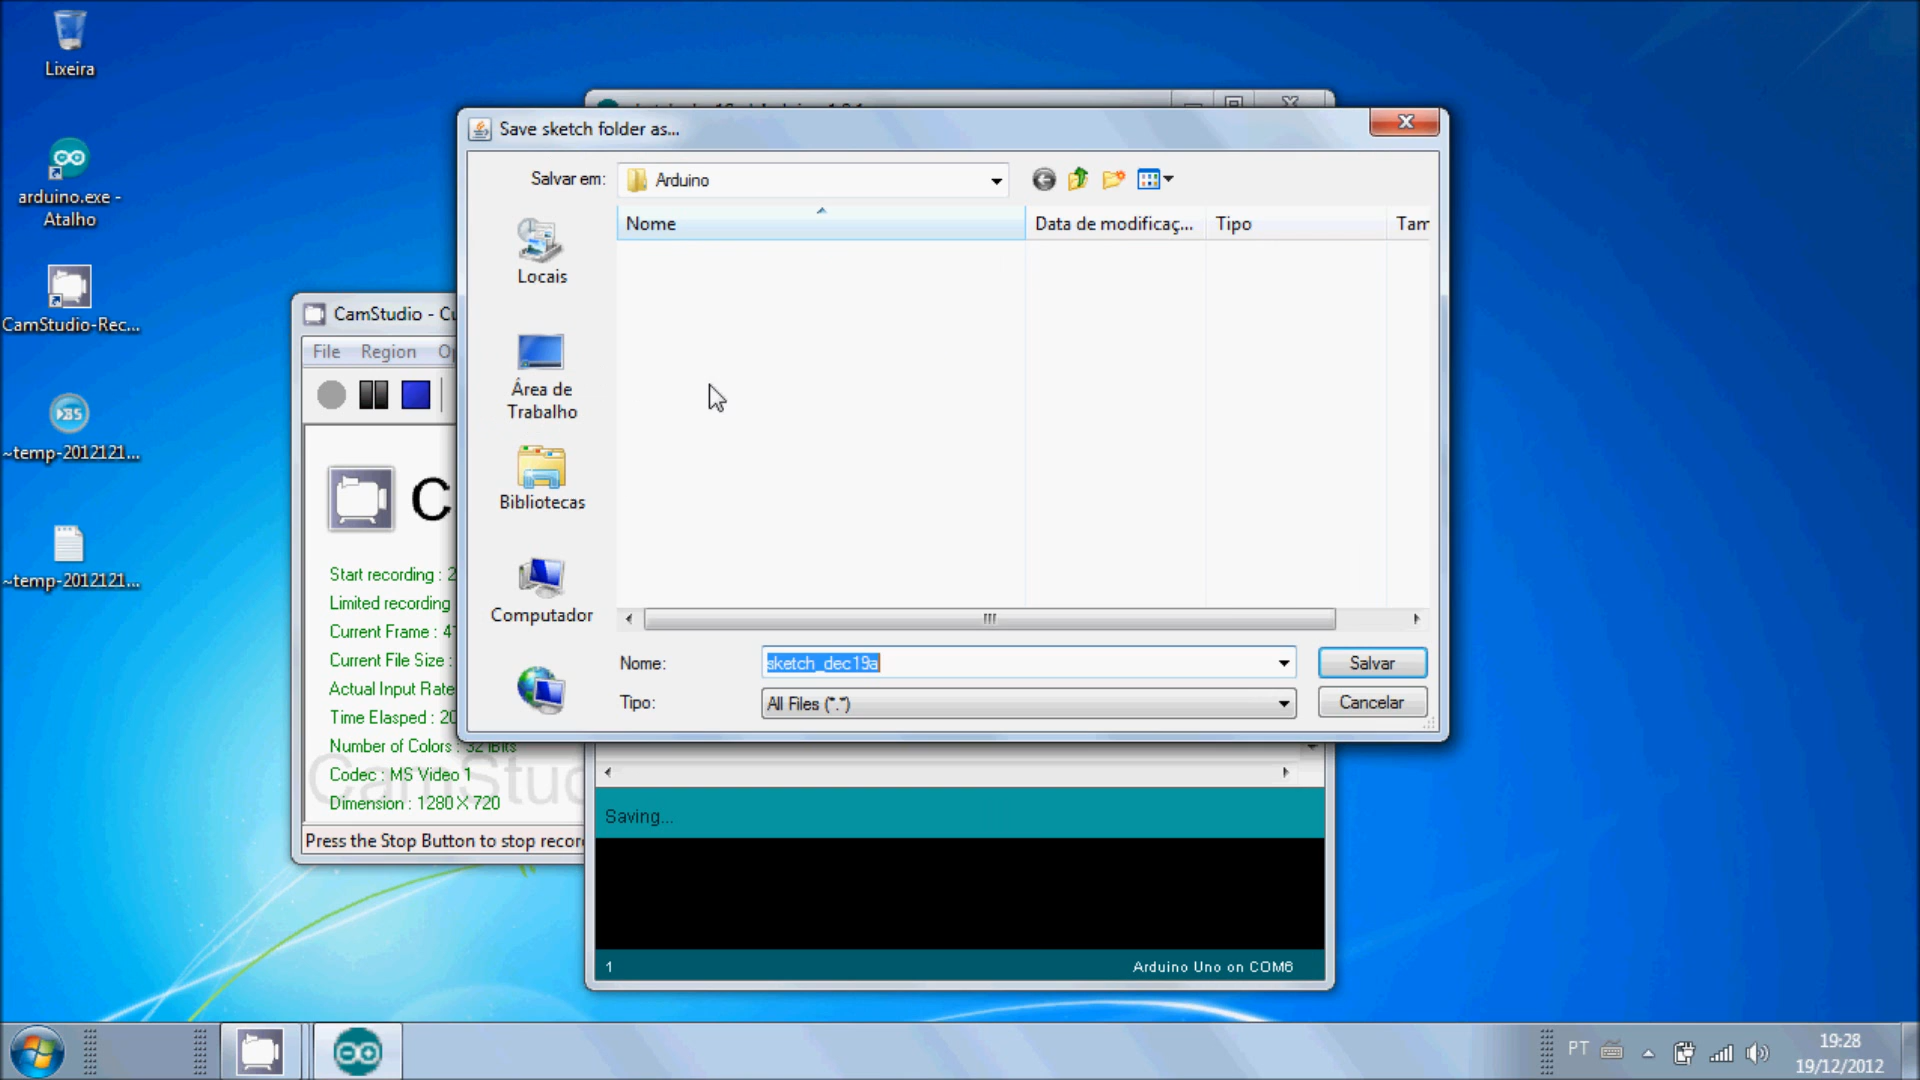 Lixeira
arduino.exe -
Atalho
CamStudio-Rec...
~temp-2012121...
~temp-2012121...
Save sketch folder as...
Salvar em:
Arduino
Nome
Data de modificaç...
Tipo
Tam
Locais
Área de
Trabalho
Bibliotecas
Computador
Nome:
sketch_dec19a
Salvar
Tipo:
All Files (*.*)
Cancelar
CamStudio -
File Region
C
Start recording : 2
Limited recording
Current Frame :
Current File Size :
Actual Input Rate
Time Elasped : 20
Number of Colors : 32 Bits
Codec : MS Video 1
Dimension : 1280 X 720
Press the Stop Button to stop recor
Saving...
1
Arduino Uno on COM6
PT
19:28
19/12/2012